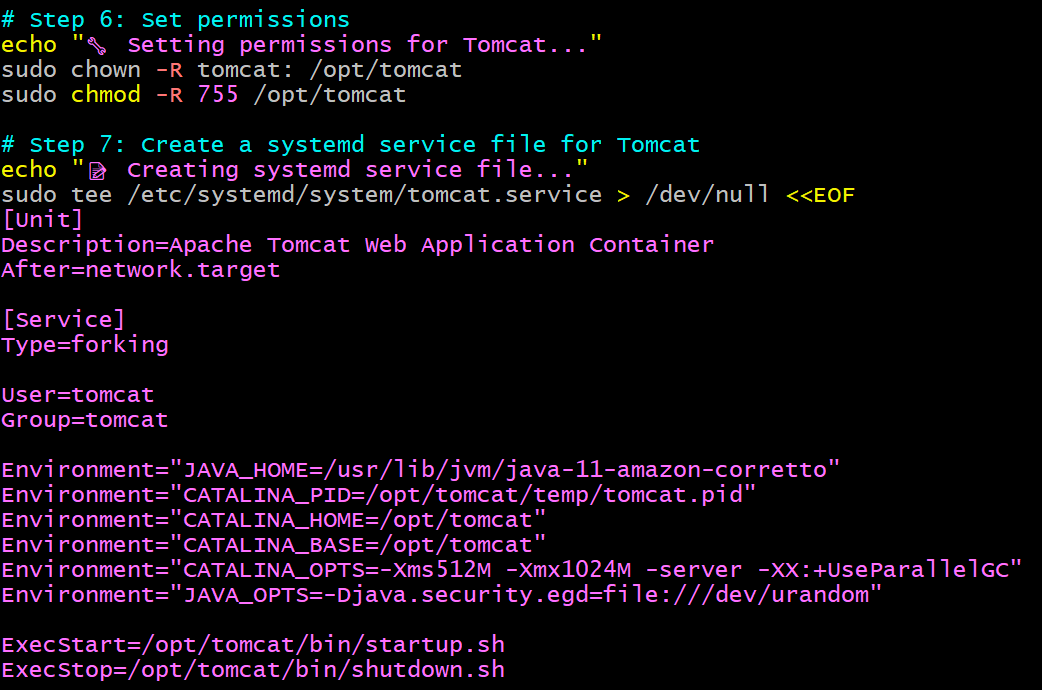 # Step 6: Set permissions
echo "🔧 Setting permissions for Tomcat..."
sudo chown -R tomcat: /opt/tomcat
sudo chmod -R 755 /opt/tomcat
# Step 7: Create a systemd service file for Tomcat
echo "📝 Creating systemd service file..."
sudo tee /etc/systemd/system/tomcat.service > /dev/null <<EOF
[Unit]
Description=Apache Tomcat Web Application Container
After=network.target
[Service]
Type=forking
User=tomcat
Group=tomcat
Environment="JAVA_HOME=/usr/lib/jvm/java-11-amazon-corretto"
Environment="CATALINA_PID=/opt/tomcat/temp/tomcat.pid"
Environment="CATALINA_HOME=/opt/tomcat"
Environment="CATALINA_BASE=/opt/tomcat"
Environment="CATALINA_OPTS=-Xms512M -Xmx1024M -server -XX:+UseParallelGC"
Environment="JAVA_OPTS=-Djava.security.egd=file:///dev/urandom"
ExecStart=/opt/tomcat/bin/startup.sh
ExecStop=/opt/tomcat/bin/shutdown.sh